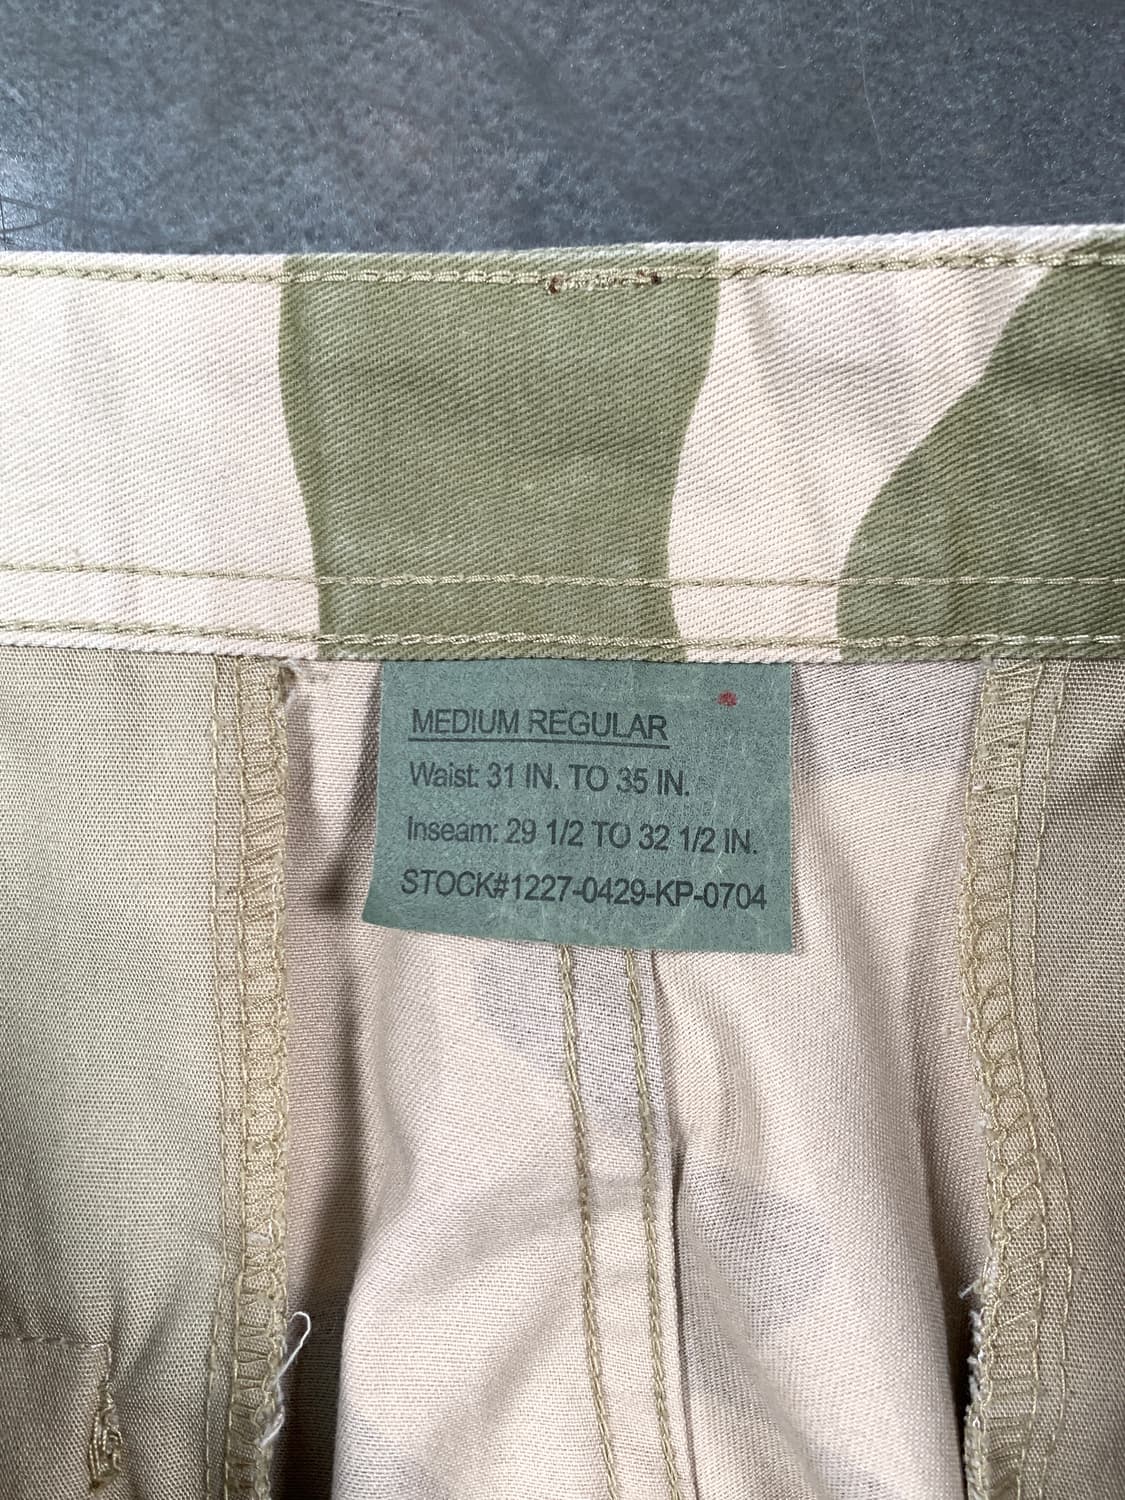 MEDIUM REGULAR
Waist: 31 IN. TO 35 IN.
Inseam: 29 1/2 TO 32 1/2 IN.
STOCK#1227-0429-KP-0704